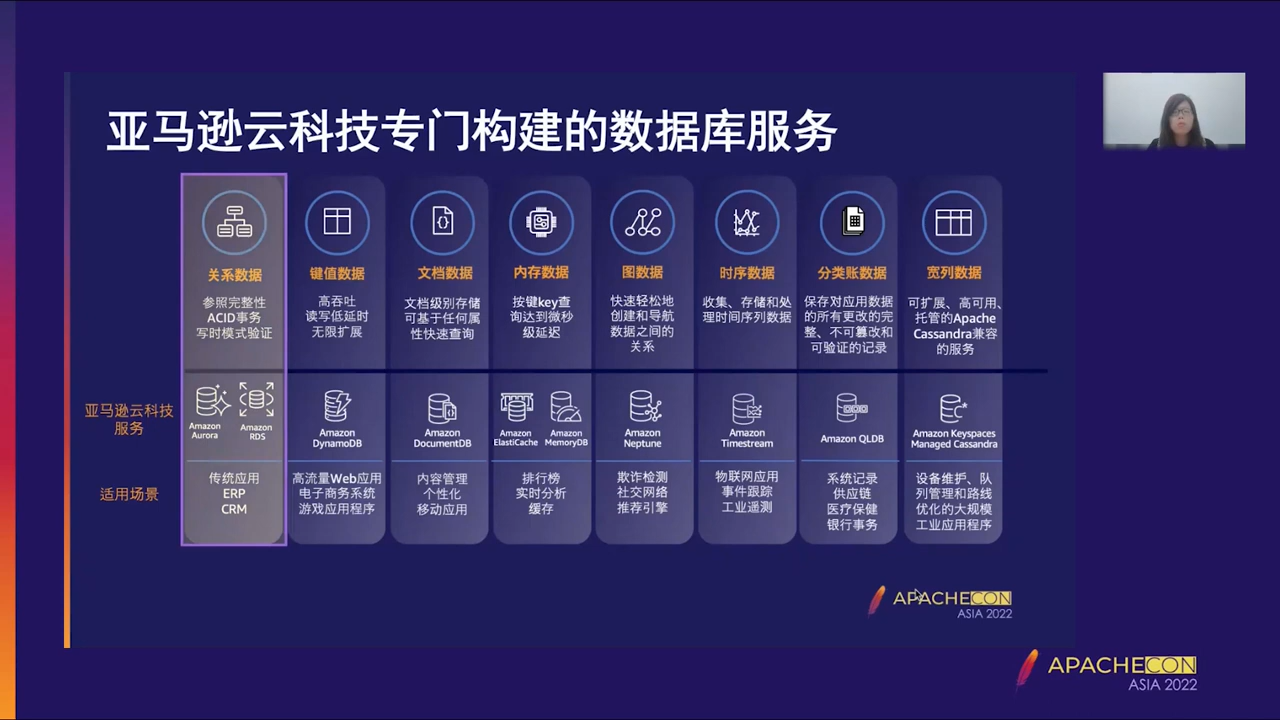 亚马逊云科技专门构建的数据库服务
关系数据
参照完整性
ACID事务
写时模式验证
键值数据
高吞吐
读写低延时
无限扩展
文档数据
文档级别存储
可基于任何属
性快速查询
内存数据
按键key查
询达到微秒
级延迟
图数据
快速轻松地
创建和导航
数据之间的
关系
时序数据
收集、存储和处
理时间序列数据
分类账数据
保存对应用数据
的所有更改的完
整、不可篡改和
可验证的记录
宽列数据
可扩展、高可用、
托管的Apache
Cassandra兼容
的服务
亚马逊云科技
服务
Amazon
Aurora
Amazon
RDS
Amazon
DynamoDB
Amazon
DocumentDB
Amazon
ElastiCache
Amazon
MemoryDB
Amazon
Neptune
Amazon
Timestream
Amazon QLDB
Amazon Keyspaces
Managed Cassandra
适用场景
传统应用
ERP
CRM
高流量Web应用
电子商务系统
游戏应用程序
内容管理
个性化
移动应用
排行榜
实时分析
缓存
欺诈检测
社交网络
推荐引擎
物联网应用
事件跟踪
工业遥测
系统记录
供应链
医疗保健
银行事务
设备维护、队
列管理和路线
优化的大规模
工业应用程序
APACHECON
ASIA 2022
APACHECON
ASIA 2022